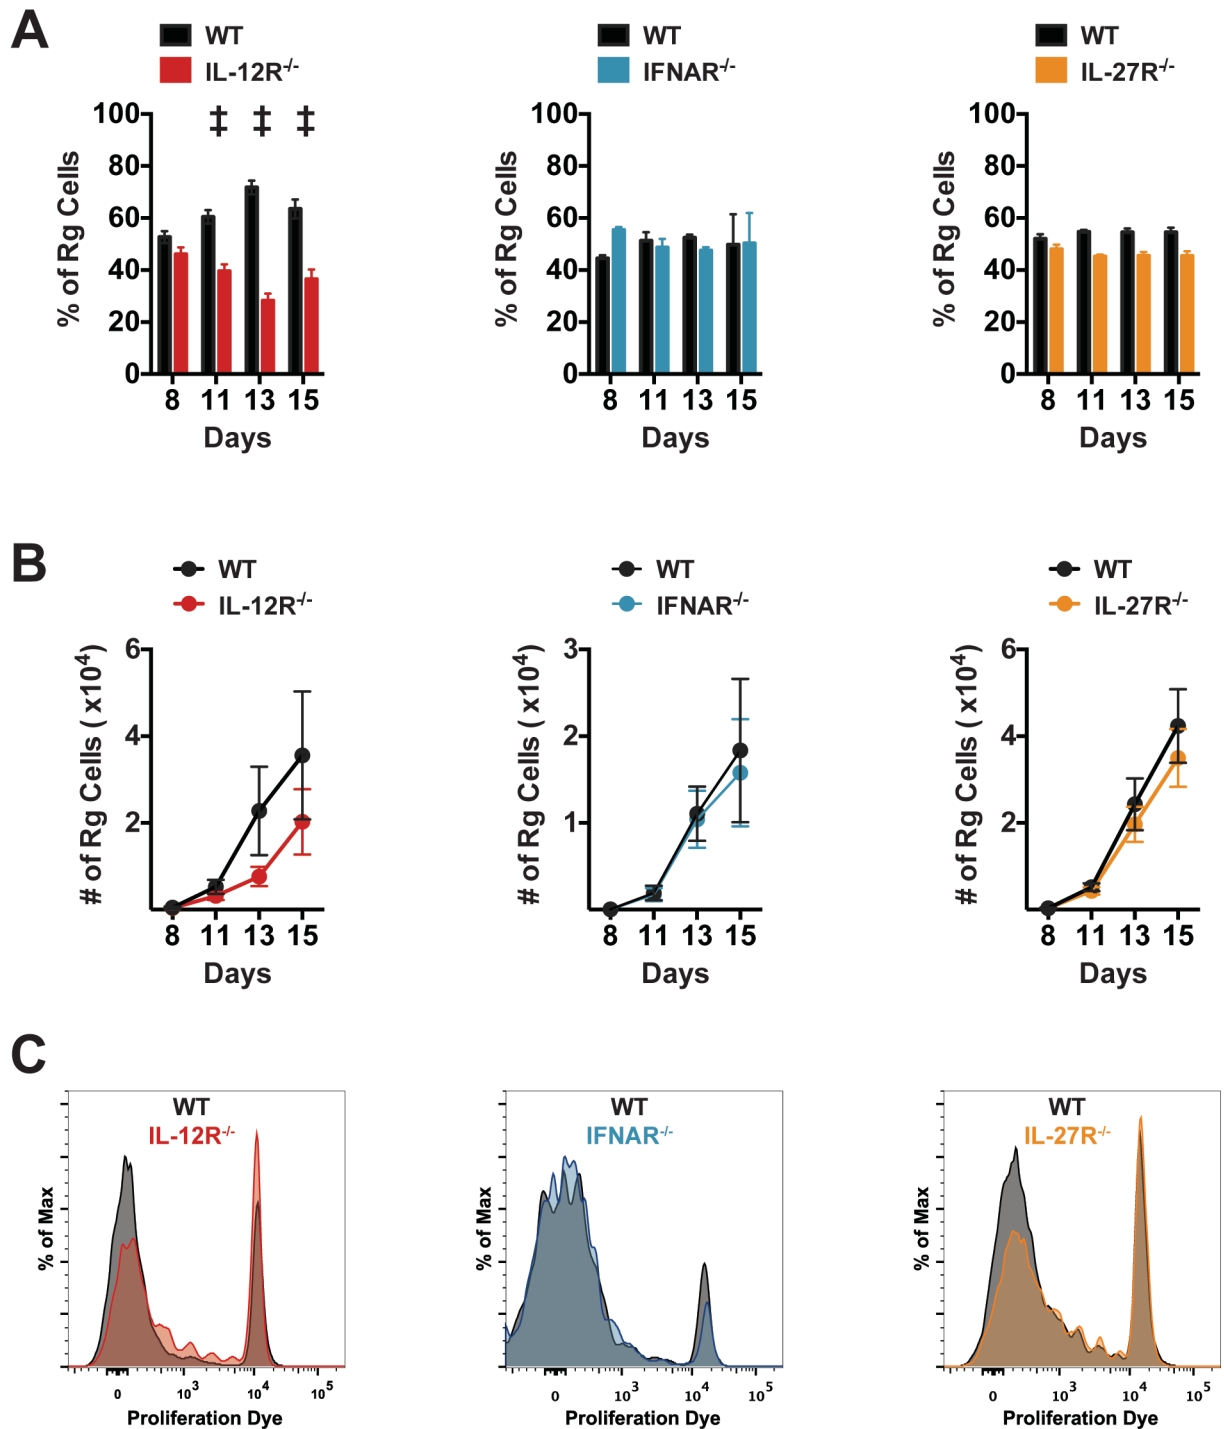 A
WT
IL-12R-/-
WT
IFNAR-/-
WT
IL-27R-/-
‡ ‡ ‡
% of Rg Cells
100
80
60
40
20
0
8 11 13 15
Days
% of Rg Cells
100
80
60
40
20
0
8 11 13 15
Days
% of Rg Cells
100
80
60
40
20
0
8 11 13 15
Days
B
WT
IL-12R-/-
WT
IFNAR-/-
WT
IL-27R-/-
# of Rg Cells ( x10⁴)
6
4
2
8 11 13 15
Days
# of Rg Cells ( x10⁴)
3
2
1
8 11 13 15
Days
# of Rg Cells ( x10⁴)
6
4
2
8 11 13 15
Days
C
WT
IL-12R-/-
% of Max
0 10³ 10⁴ 10⁵
Proliferation Dye
WT
IFNAR-/-
% of Max
0 10³ 10⁴ 10⁵
Proliferation Dye
WT
IL-27R-/-
% of Max
0 10³ 10⁴ 10⁵
Proliferation Dye